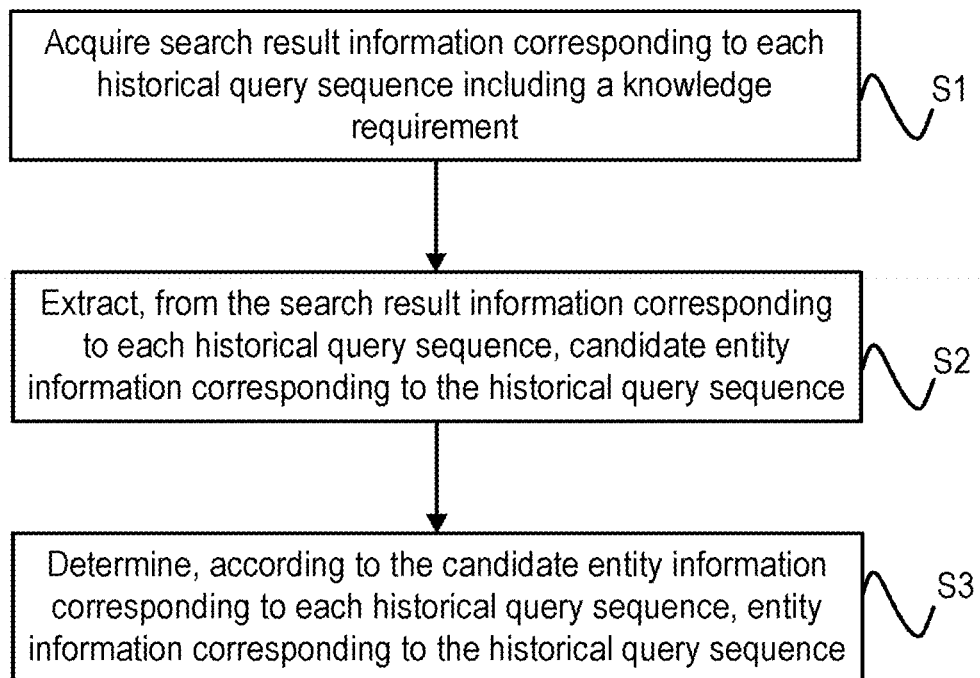 Acquire search result information corresponding to each
historical query sequence including a knowledge
requirement
S1
Extract, from the search result information corresponding
to each historical query sequence, candidate entity
information corresponding to the historical query sequence
S2
Determine, according to the candidate entity information
corresponding to each historical query sequence, entity
information corresponding to the historical query sequence
S3